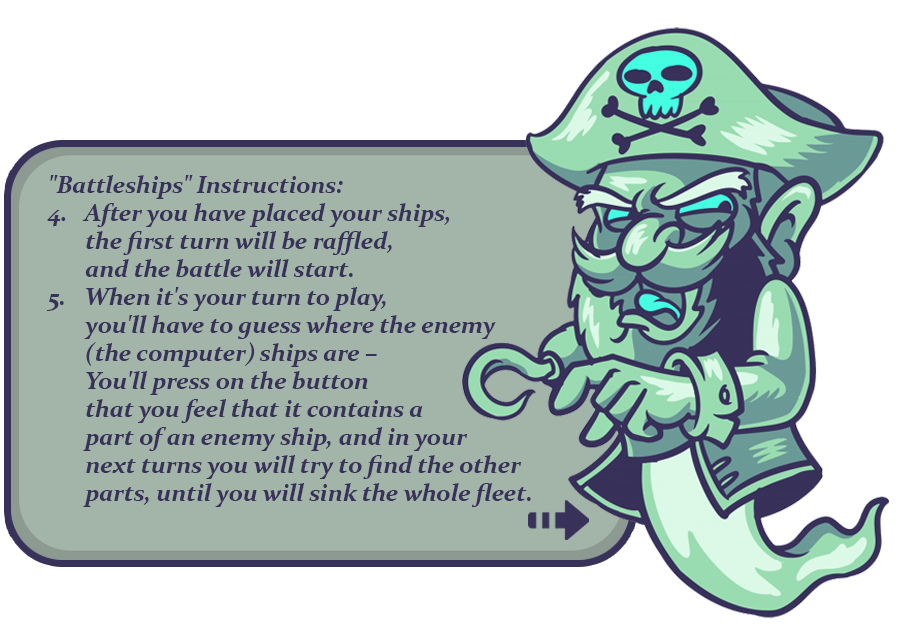 "Battleships" Instructions:
4. After you have placed your ships,
the first turn will be raffled,
and the battle will start.
5. When it's your turn to play,
you'll have to guess where the enemy
(the computer) ships are –
You'll press on the button
that you feel that it contains a
part of an enemy ship, and in your
next turns you will try to find the other
parts, until you will sink the whole fleet.